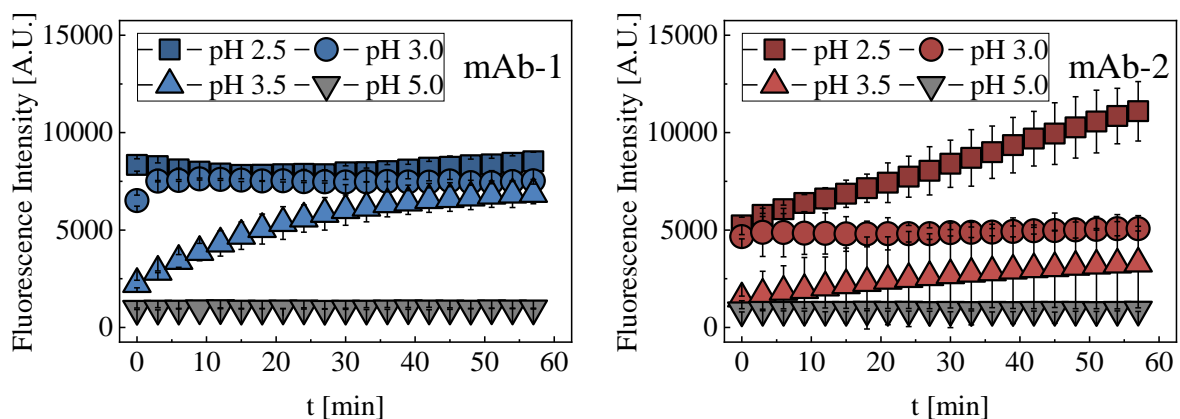 Fluorescence Intensity [A.U.]
15000
10000
5000
0
pH 2.5
pH 3.0
pH 3.5
pH 5.0
mAb-1
0 10 20 30 40 50 60
t [min]
Fluorescence Intensity [A.U.]
15000
10000
5000
0
pH 2.5
pH 3.0
pH 3.5
pH 5.0
mAb-2
0 10 20 30 40 50 60
t [min]